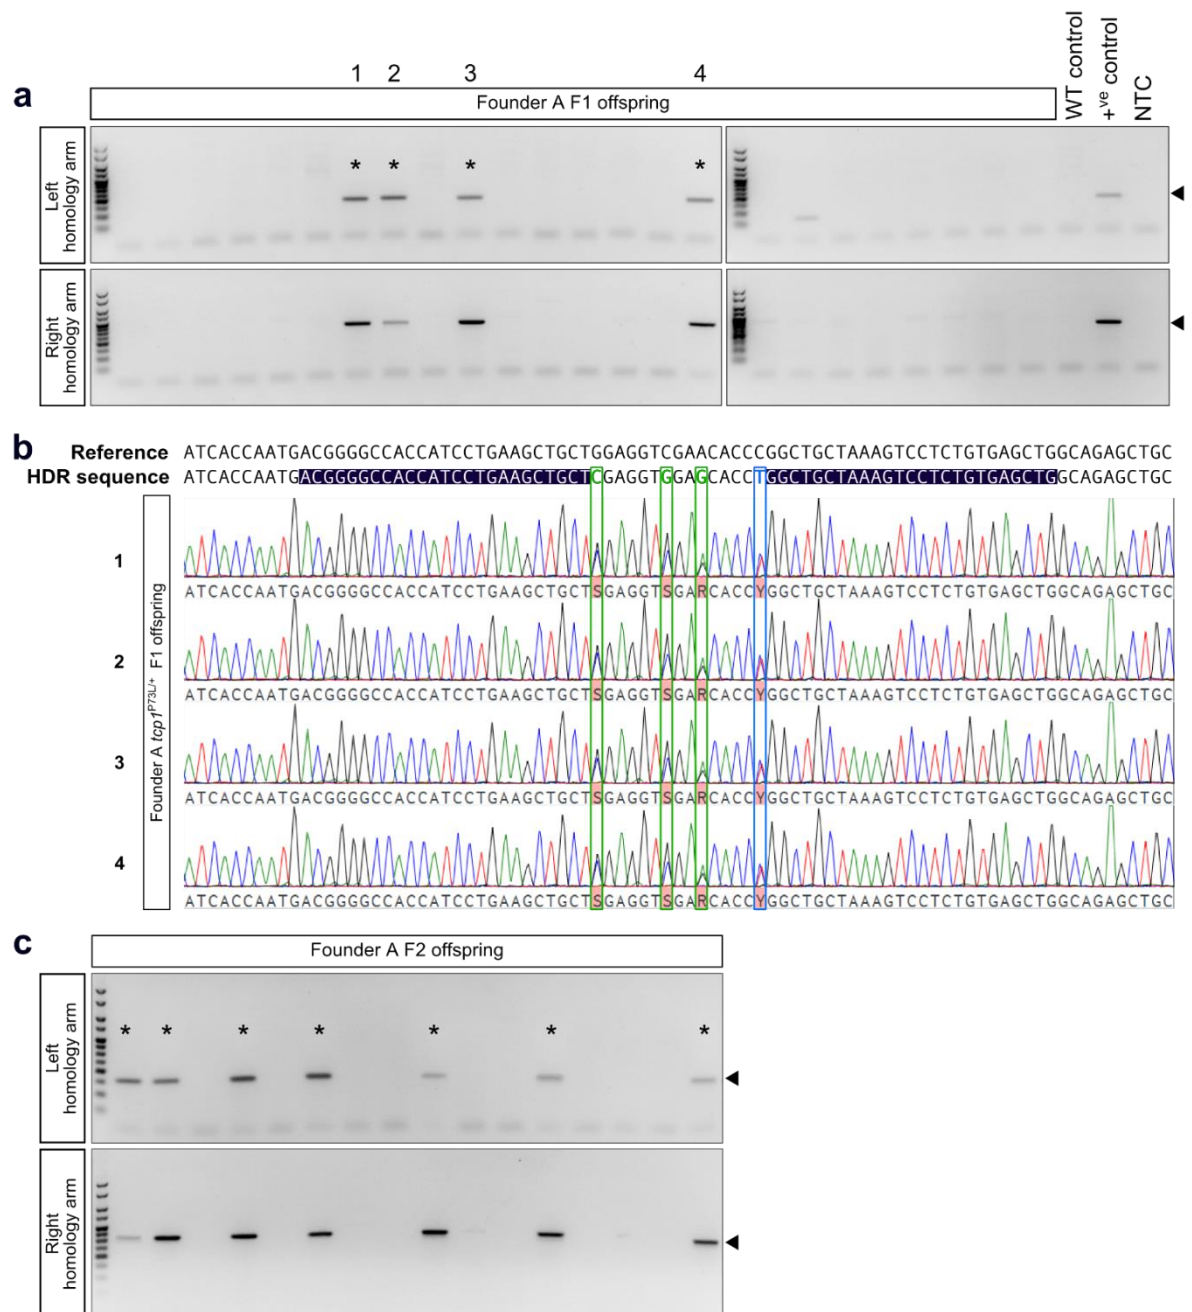 a
1 2 3 4
WT control
+ve control
NTC
Founder A F1 offspring
Left homology arm
* * * *
Right homology arm
b
Reference ATCACCAATGACGGGGCCACCATCCTGAAGCTGCTGGAGGTCGAACACCCGGCTGCTAAAGTCCTCTGTGAGCTGGCAGAGCTGC
HDR sequence ATCACCAATGACGGGGCCACCATCCTGAAGCTGCTCGAGGTGGAGCACCTGGCTGCTAAAGTCCTCTGTGAGCTGGCAGAGCTGC
Founder A tcp1P73L/+ F1 offspring
1
ATCACCAATGACGGGGCCACCATCCTGAAGCTGCTSGAGGTSGARCACCYGGCTGCTAAAGTCCTCTGTGAGCTGGCAGAGCTGC
2
ATCACCAATGACGGGGCCACCATCCTGAAGCTGCTSGAGGTSGARCACCYGGCTGCTAAAGTCCTCTGTGAGCTGGCAGAGCTGC
3
ATCACCAATGACGGGGCCACCATCCTGAAGCTGCTSGAGGTSGARCACCYGGCTGCTAAAGTCCTCTGTGAGCTGGCAGAGCTGC
4
ATCACCAATGACGGGGCCACCATCCTGAAGCTGCTSGAGGTSGARCACCYGGCTGCTAAAGTCCTCTGTGAGCTGGCAGAGCTGC
c
Founder A F2 offspring
Left homology arm
* * * * * * *
Right homology arm